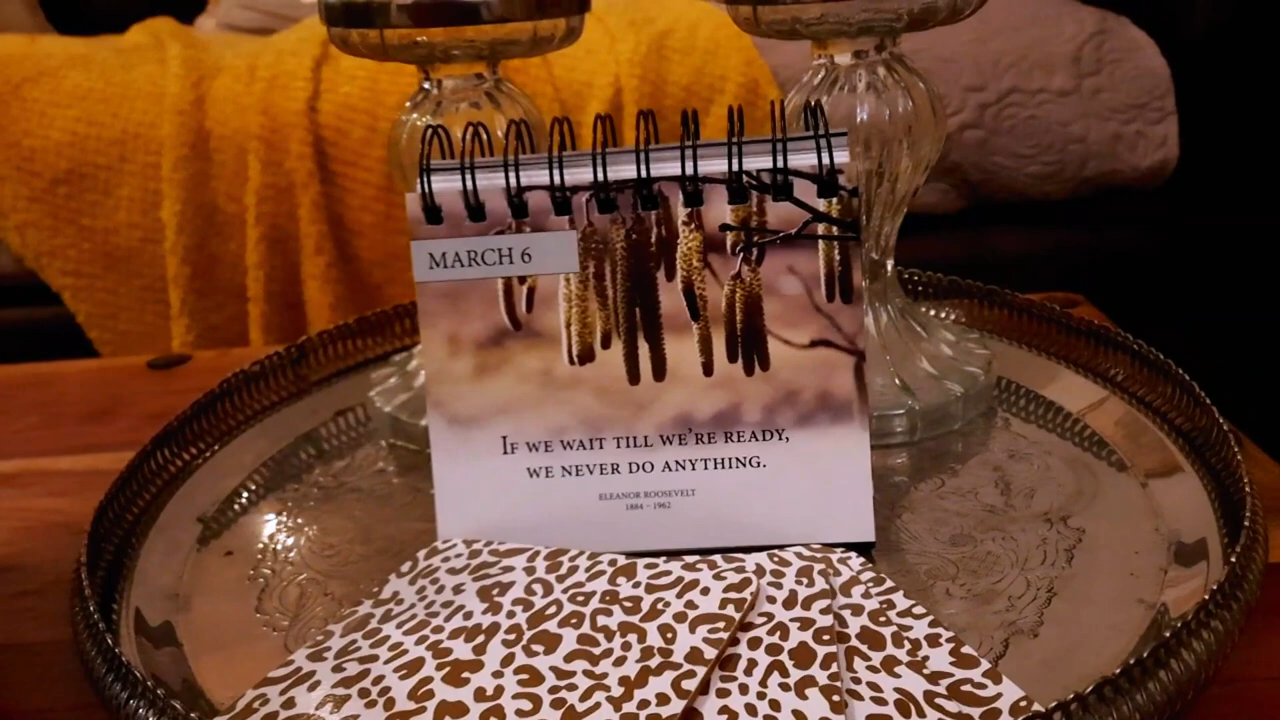 MARCH 6
IF WE WAIT TILL WE'RE READY,
WE NEVER DO ANYTHING.
ELEANOR ROOSEVELT
1884 - 1962